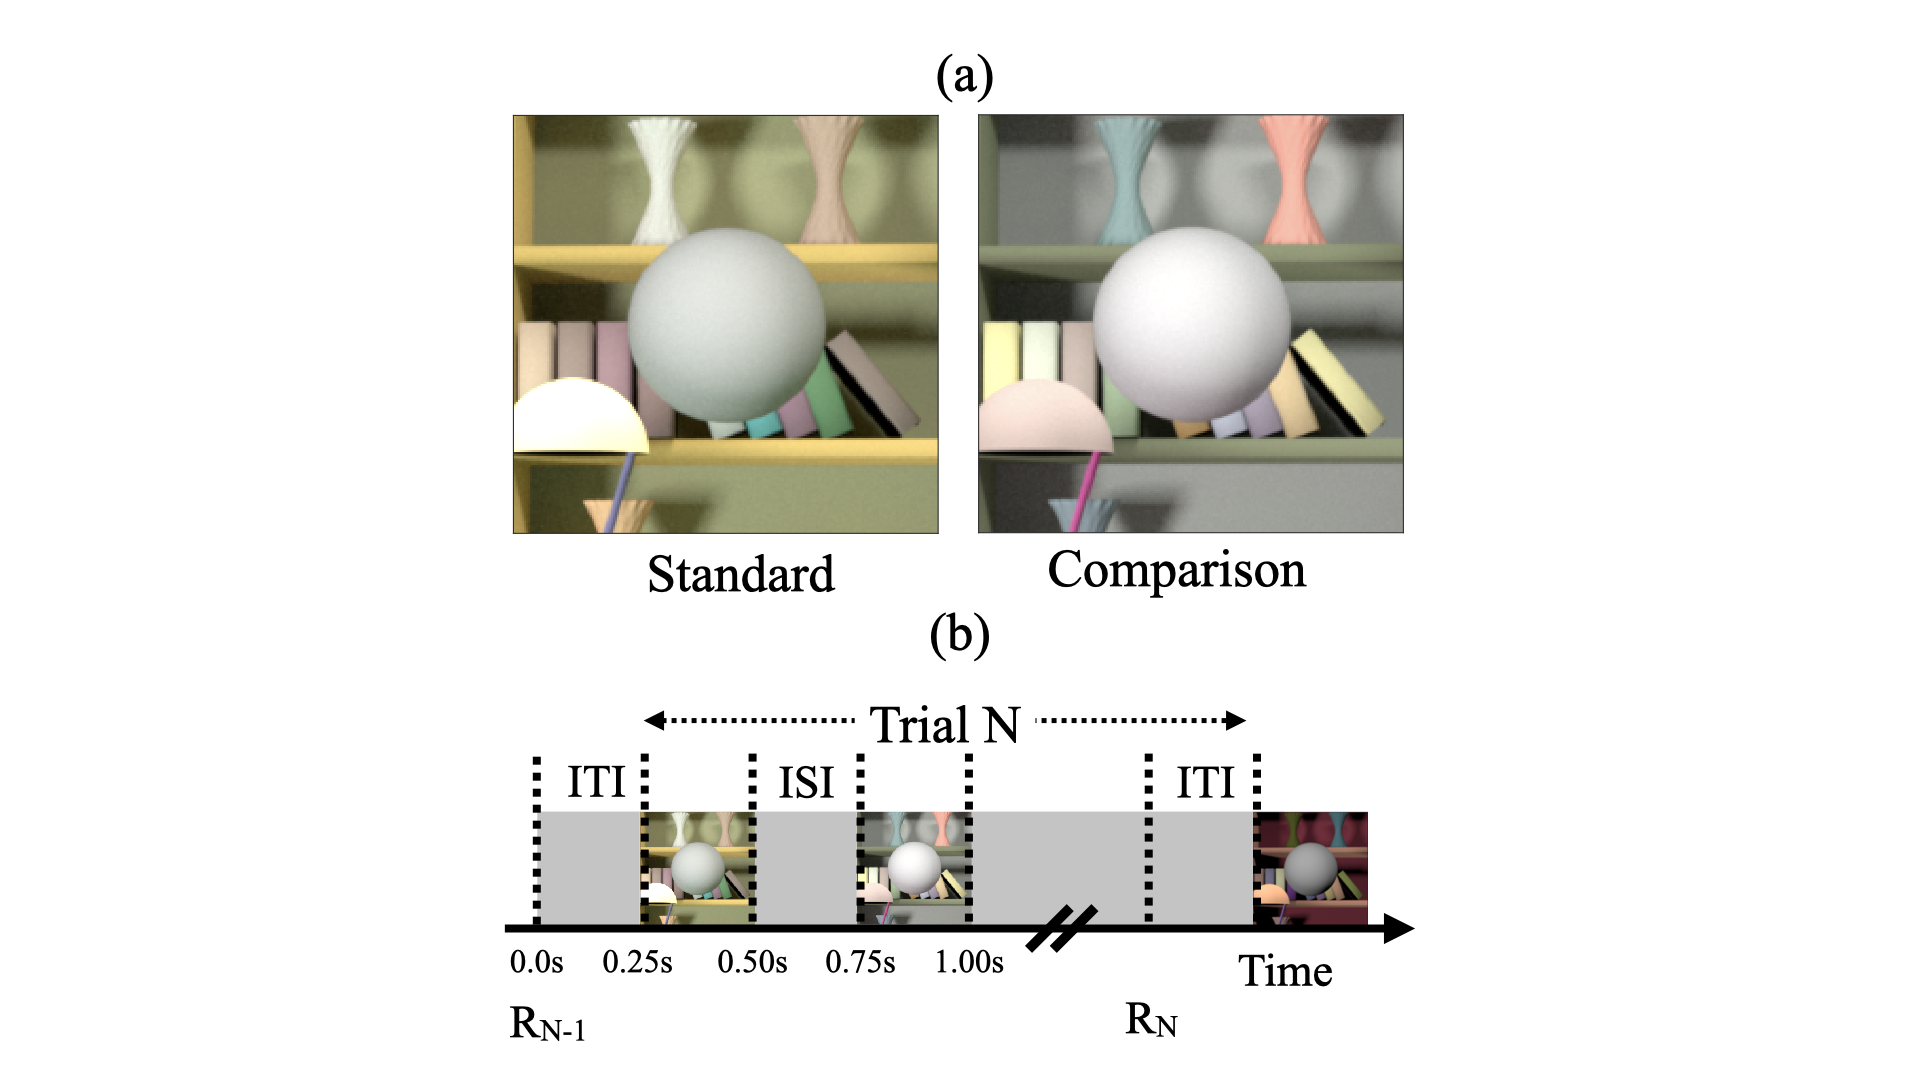 (a)
Standard
Comparison
(b)
Trial N
ITI
ISI
ITI
0.0s
0.25s
0.50s
0.75s
1.00s
Time
RN-1
RN